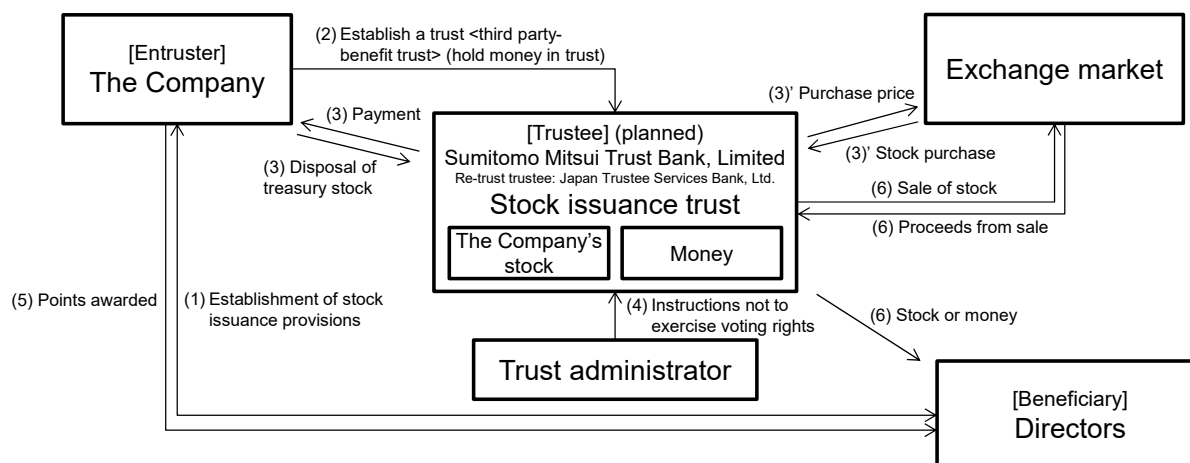 [Entruster]
The Company
(2) Establish a trust <third party-
benefit trust> (hold money in trust)
Exchange market
(3) Payment
(3) Disposal of
treasury stock
[Trustee] (planned)
Sumitomo Mitsui Trust Bank, Limited
Re-trust trustee: Japan Trustee Services Bank, Ltd.
Stock issuance trust
The Company’s
stock
Money
(3)’ Purchase price
(3)’ Stock purchase
(6) Sale of stock
(6) Proceeds from sale
(5) Points awarded
(1) Establishment of stock
issuance provisions
(4) Instructions not to
exercise voting rights
(6) Stock or money
Trust administrator
[Beneficiary]
Directors